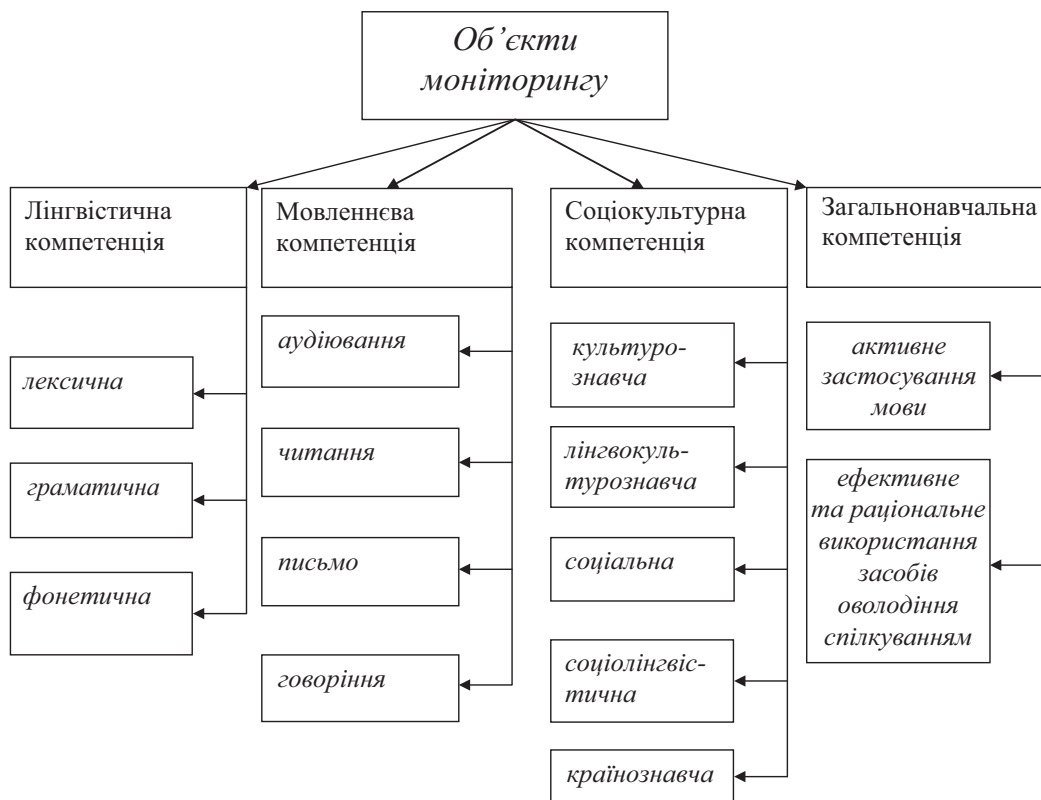 Об’єкти
моніторингу
Лінгвістична
компетенція
лексична
граматична
фонетична
Мовленнєва
компетенція
аудіювання
читання
письмо
говоріння
Соціокультурна
компетенція
культуро-
знавча
лінгвокуль-
турознавча
соціальна
соціолінгвіс-
тична
країнознавча
Загальнонавчальна
компетенція
активне
застосування
мови
ефективне
та раціональне
використання
засобів
оволодіння
спілкуванням